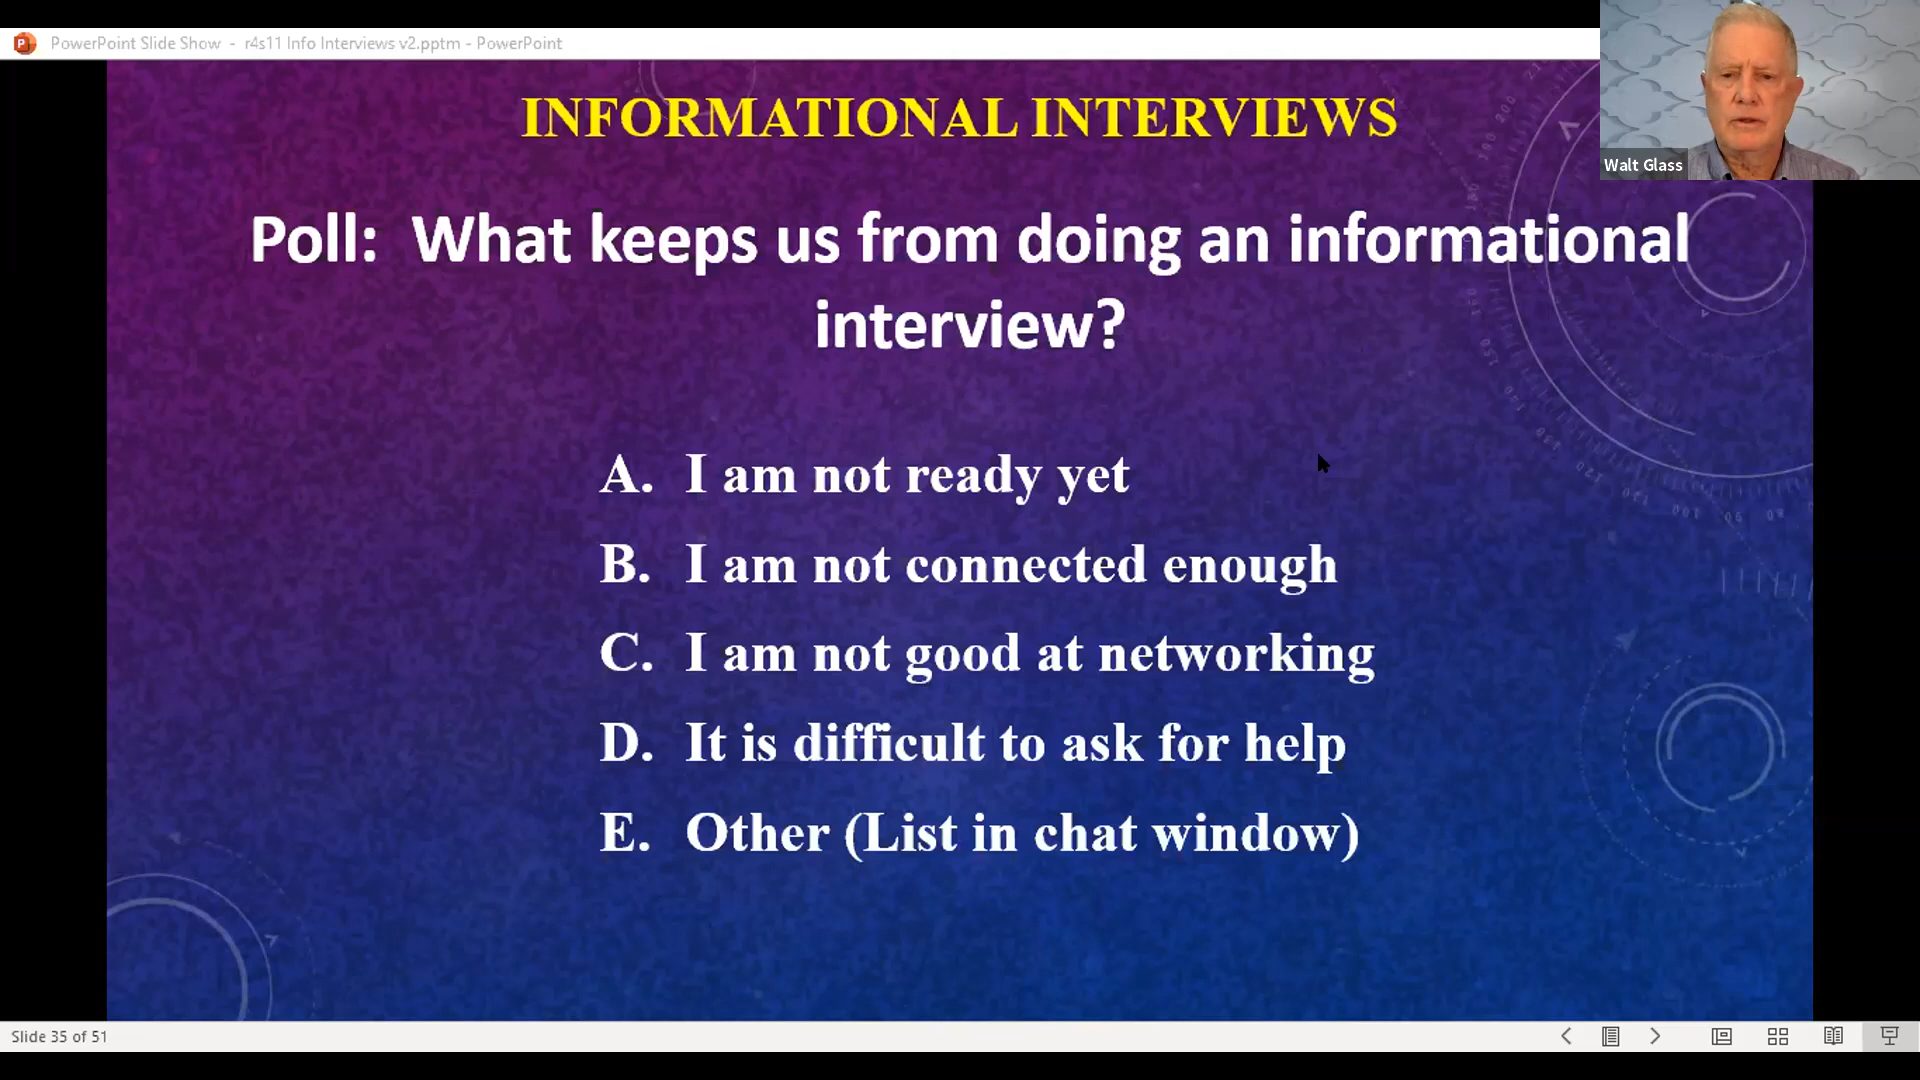 PowerPoint Slide Show - r4s11 Info Interviews v2.pptm - PowerPoint
INFORMATIONAL INTERVIEWS
Walt Glass
Poll: What keeps us from doing an informational
interview?
A. I am not ready yet
B. I am not connected enough
C. I am not good at networking
D. It is difficult to ask for help
E. Other (List in chat window)
Slide 35 of 51